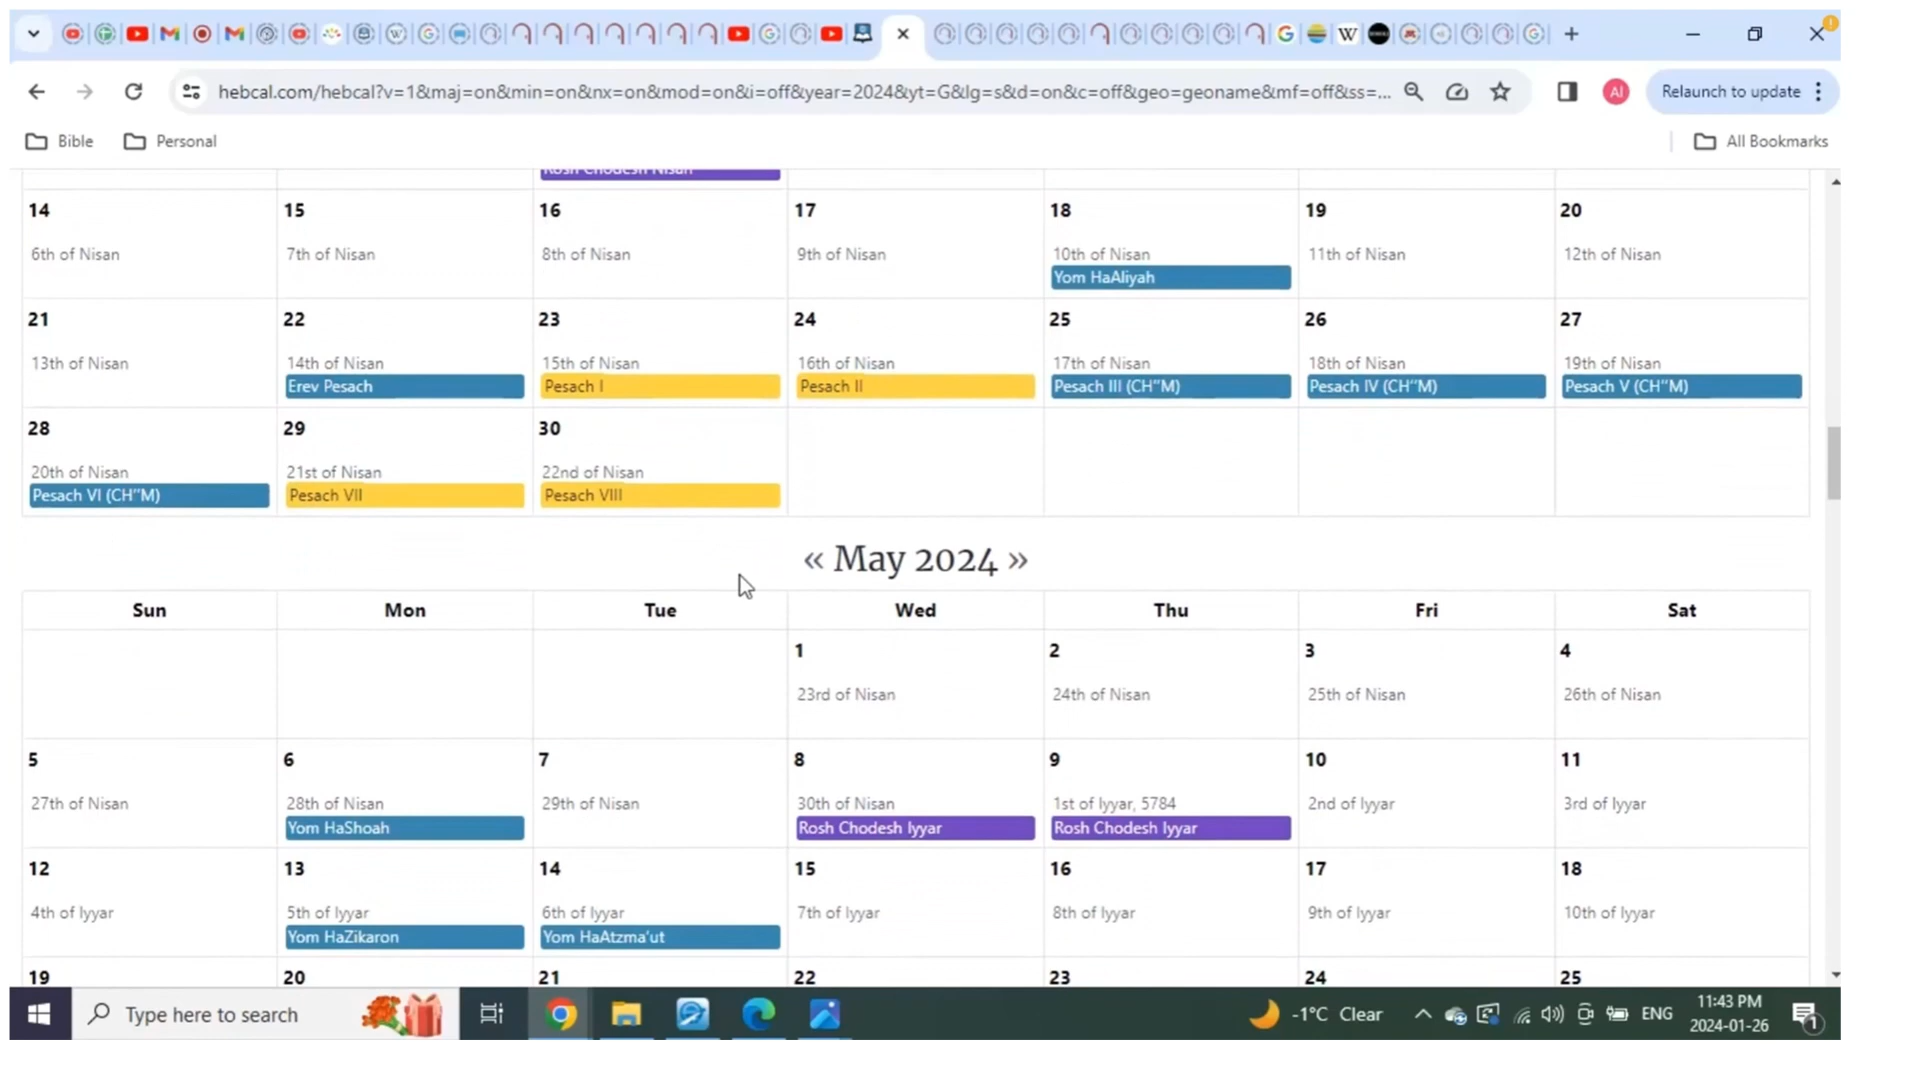 hebcal.com/hebcal?v=1&maj=on&min=on&nx=on&mod=on&i=off&year=2024&yt=G&lg=s&d=on&c=off&geo=geoname&mf=off&ss=...
Relaunch to update
Bible
Personal
All Bookmarks
Rosh Chodesh Nisan
14 15 16 17 18 19 20
6th of Nisan 7th of Nisan 8th of Nisan 9th of Nisan 10th of Nisan 11th of Nisan 12th of Nisan
Yom HaAliyah
21 22 23 24 25 26 27
13th of Nisan 14th of Nisan 15th of Nisan 16th of Nisan 17th of Nisan 18th of Nisan 19th of Nisan
Erev Pesach Pesach I Pesach II Pesach III (CH"M) Pesach IV (CH"M) Pesach V (CH"M)
28 29 30
20th of Nisan 21st of Nisan 22nd of Nisan
Pesach VI (CH"M) Pesach VII Pesach VIII
« May 2024 »
Sun Mon Tue Wed Thu Fri Sat
1 2 3 4
23rd of Nisan 24th of Nisan 25th of Nisan 26th of Nisan
5 6 7 8 9 10 11
27th of Nisan 28th of Nisan 29th of Nisan 30th of Nisan 1st of Iyyar, 5784 2nd of Iyyar 3rd of Iyyar
Yom HaShoah Rosh Chodesh Iyyar Rosh Chodesh Iyyar
12 13 14 15 16 17 18
4th of Iyyar 5th of Iyyar 6th of Iyyar 7th of Iyyar 8th of Iyyar 9th of Iyyar 10th of Iyyar
Yom HaZikaron Yom HaAtzma'ut
19 20 21 22 23 24 25
Type here to search
-1°C Clear
ENG
11:43 PM
2024-01-26
1